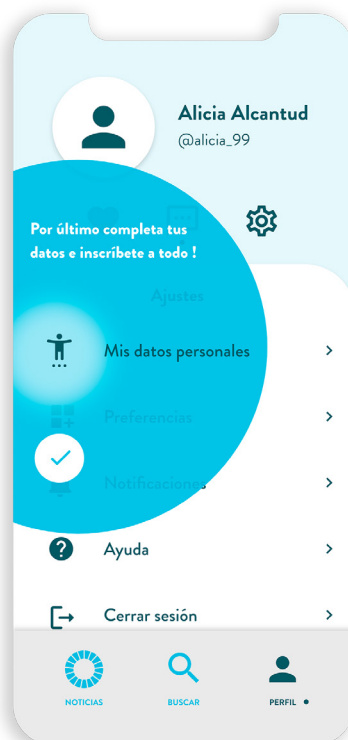 Alicia Alcantud
@alicia_99
Por último completa tus
datos e inscríbete a todo !
Ajustes
Mis datos personales
Preferencias
Notificaciones
Ayuda
Cerrar sesión
NOTICIAS
BUSCAR
PERFIL